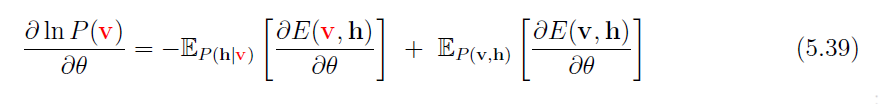 ∂ ln P(v)/∂θ = −𝔼_{P(h|v)} [∂E(v, h)/∂θ] + 𝔼_{P(v,h)} [∂E(v, h)/∂θ] (5.39)